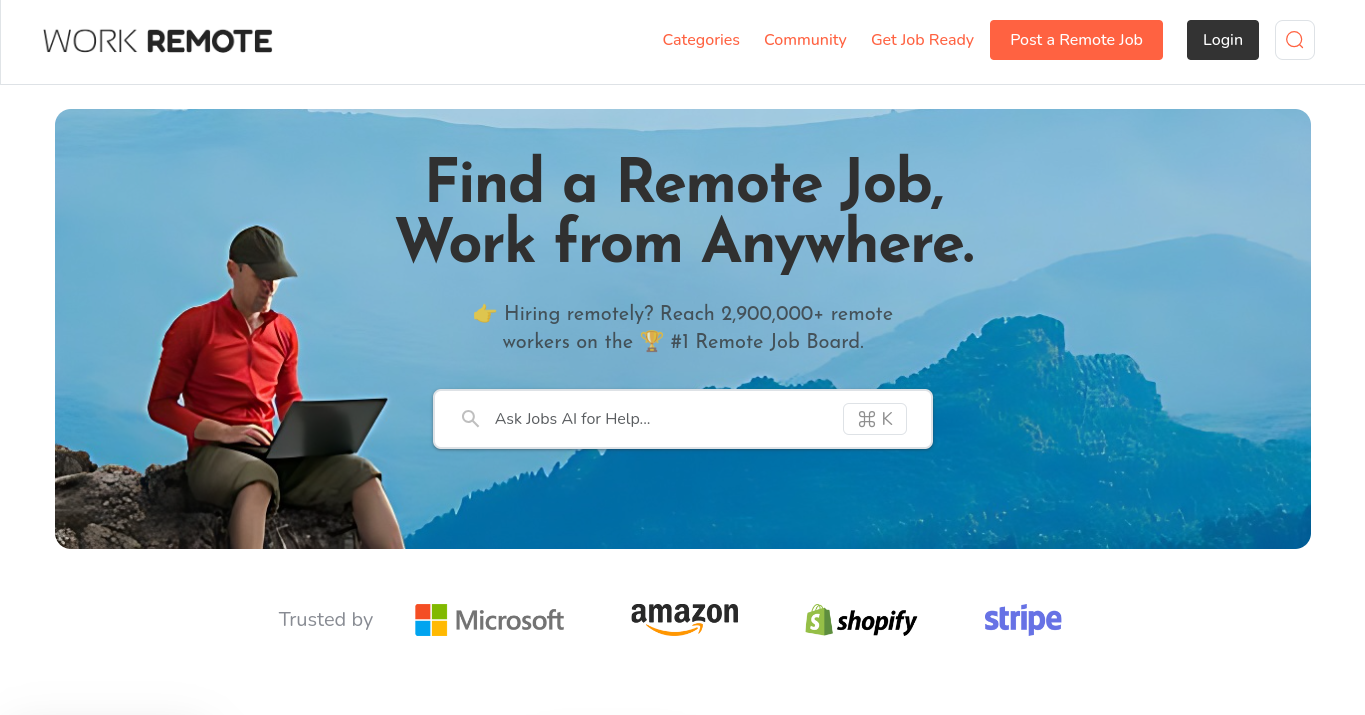 WORK REMOTE
Categories
Community
Get Job Ready
Post a Remote Job
Login
Find a Remote Job,
Work from Anywhere.
👉 Hiring remotely? Reach 2,900,000+ remote
workers on the 🏆 #1 Remote Job Board.
Ask Jobs AI for Help...
⌘ K
Trusted by
Microsoft
amazon
shopify
stripe